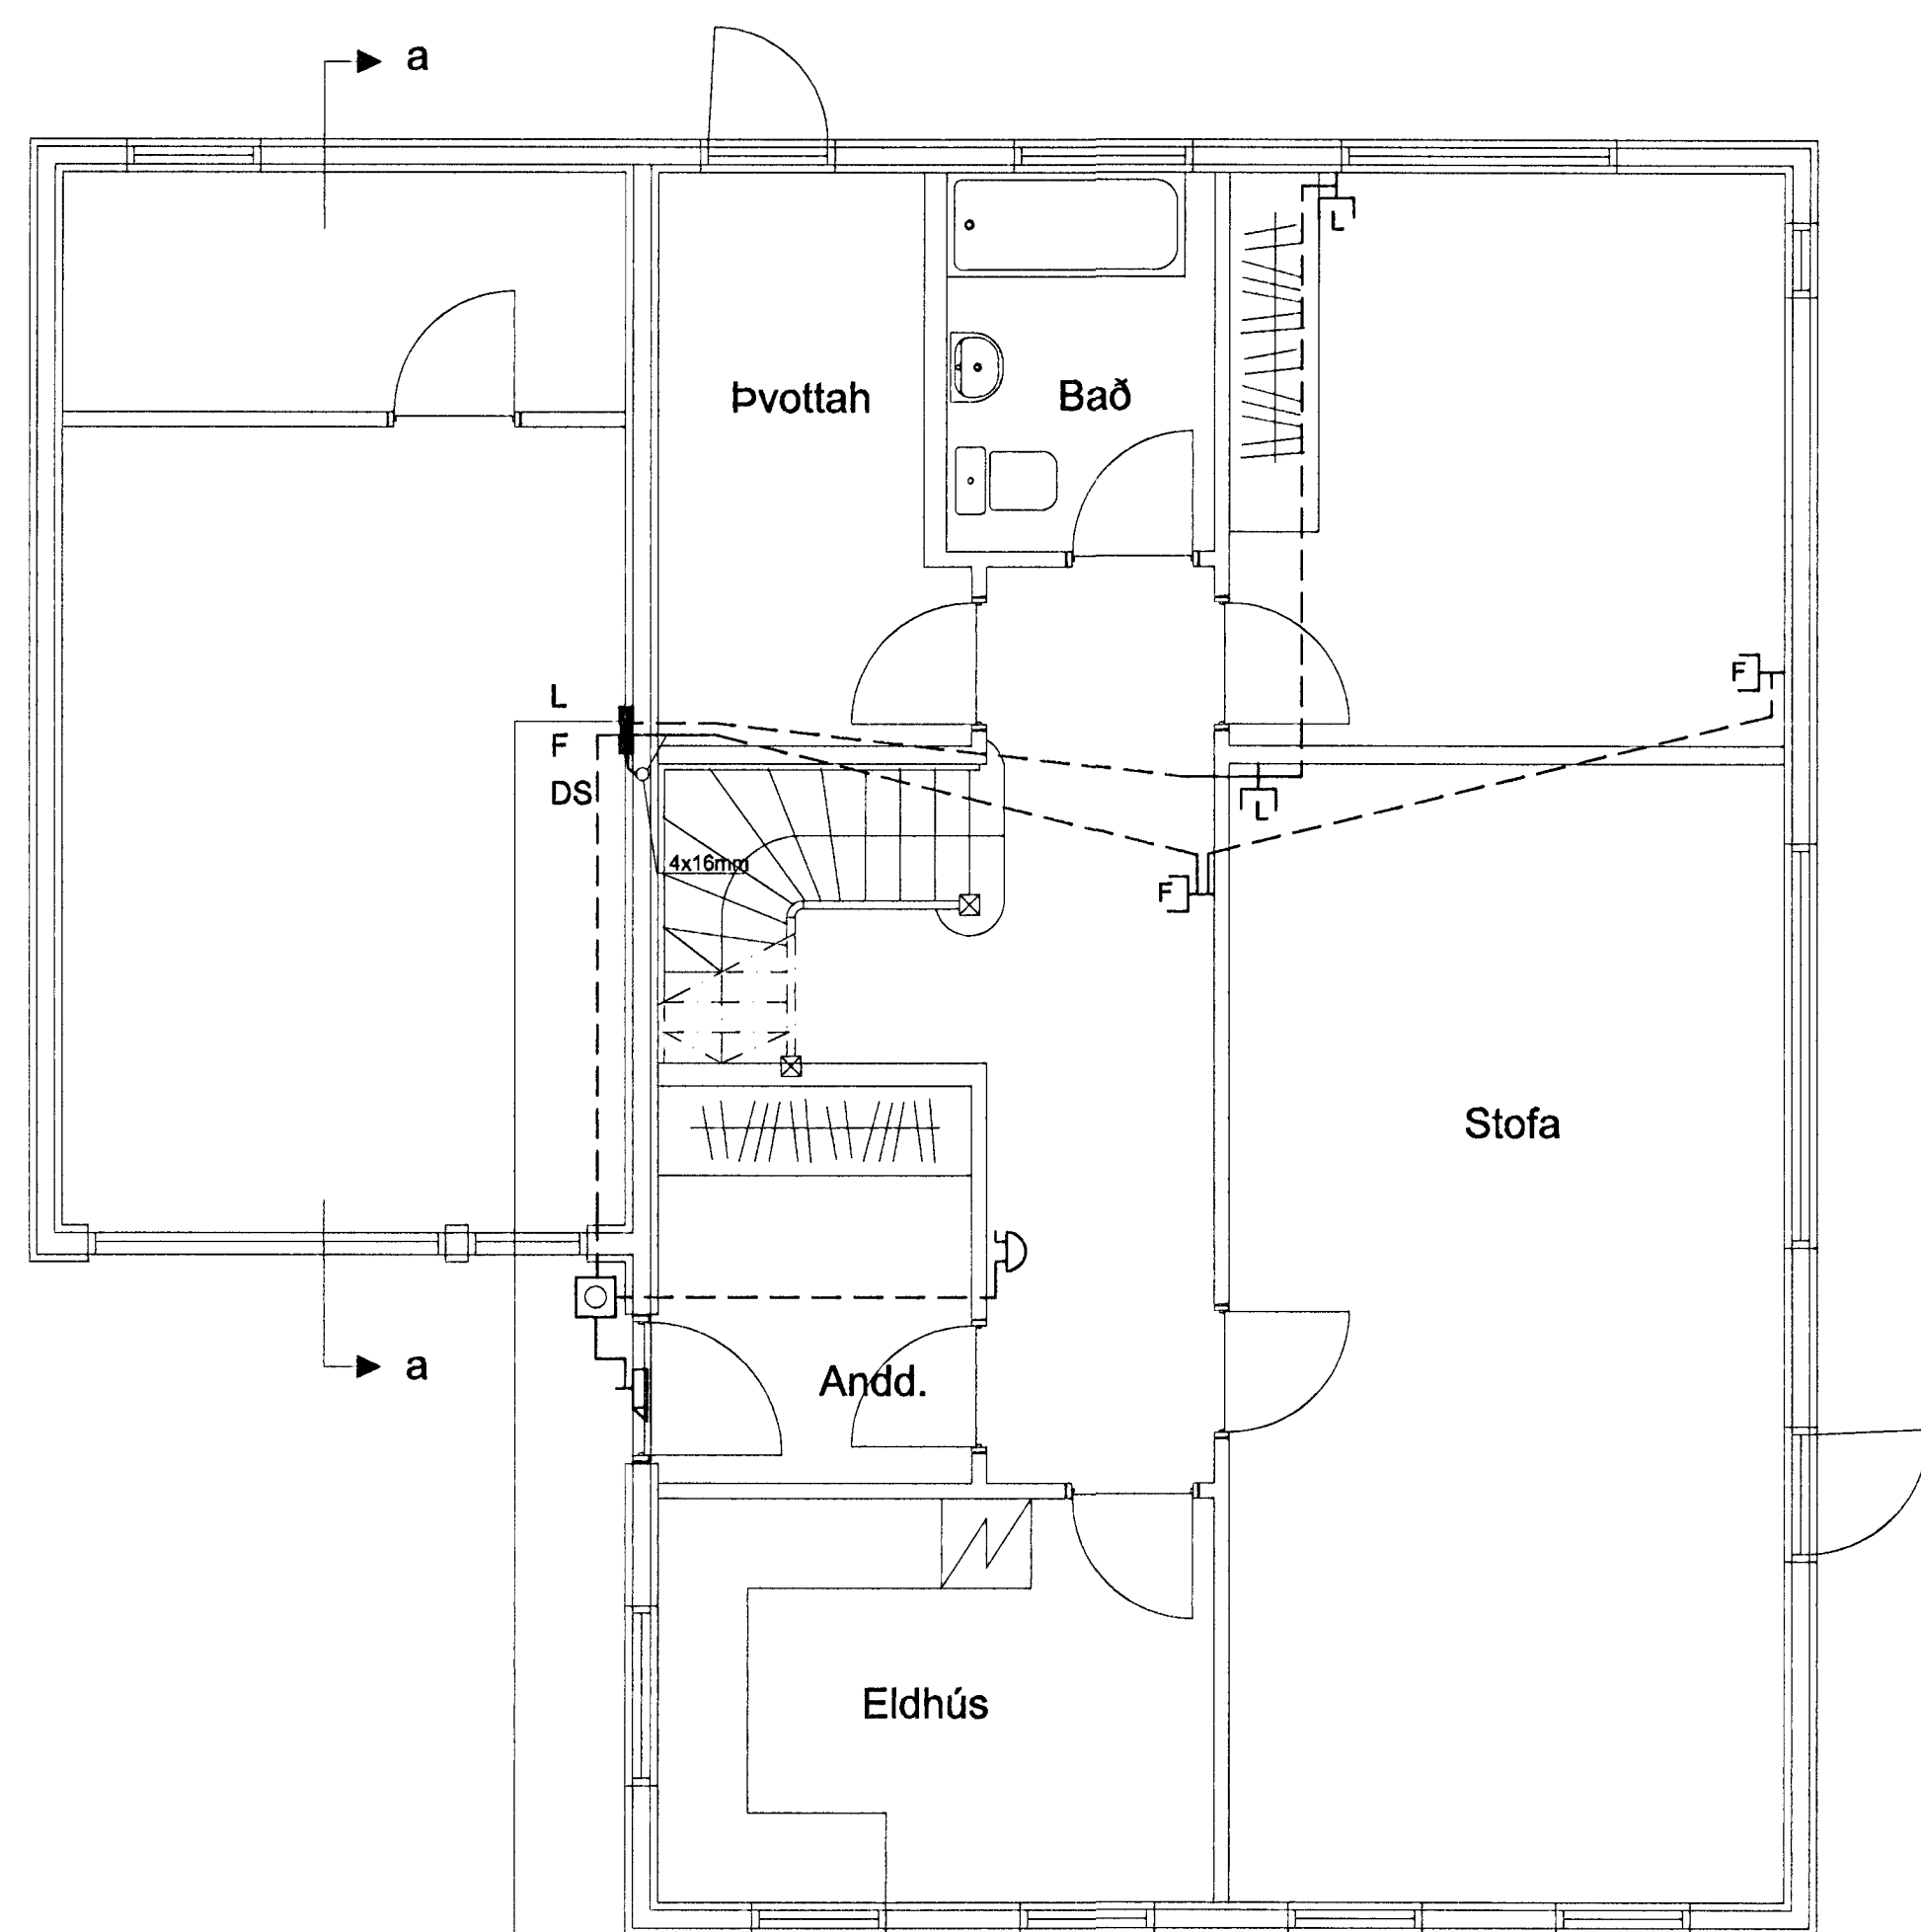 a
L
Þvottah
Bað
L
F
DS
F
L
4x16mm
F
Stofa
a
Andd.
Eldhús